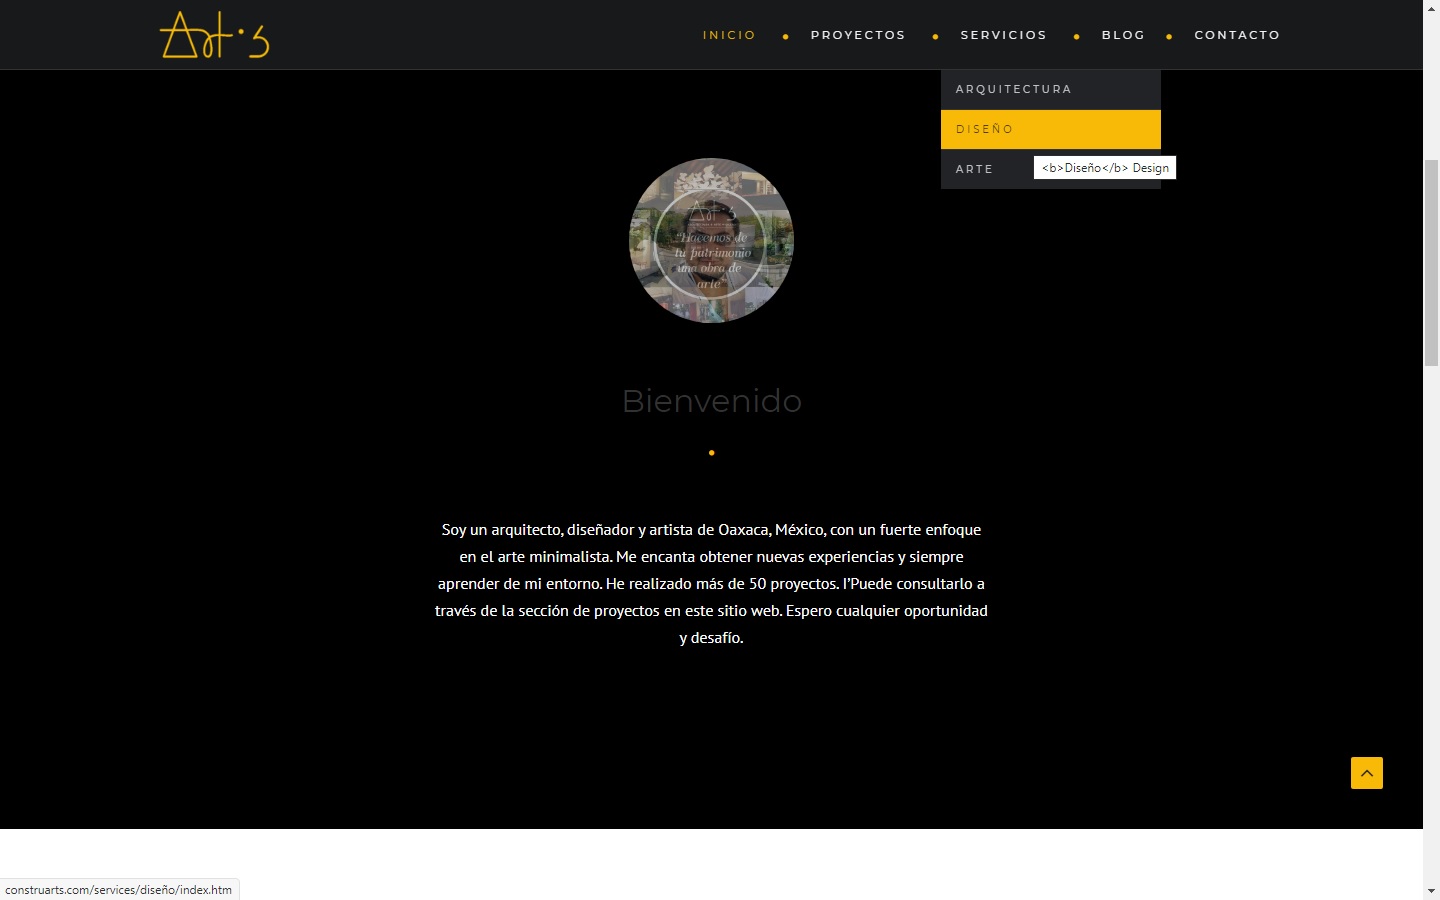 Art·s
INICIO
PROYECTOS
SERVICIOS
BLOG
CONTACTO
ARQUITECTURA
DISEÑO
ARTE
<b>Diseño</b> Design
Art·s
"Hacemos de
tu patrimonio
una obra de
arte"
Bienvenido
Soy un arquitecto, diseñador y artista de Oaxaca, México, con un fuerte enfoque
en el arte minimalista. Me encanta obtener nuevas experiencias y siempre
aprender de mi entorno. He realizado más de 50 proyectos. I'Puede consultarlo a
través de la sección de proyectos en este sitio web. Espero cualquier oportunidad
y desafío.
construarts.com/services/diseño/index.htm